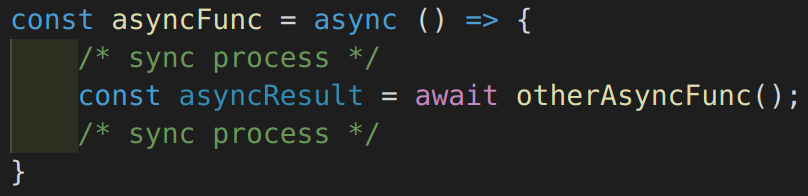 const asyncFunc = async () => {
    /* sync process */
    const asyncResult = await otherAsyncFunc();
    /* sync process */
}